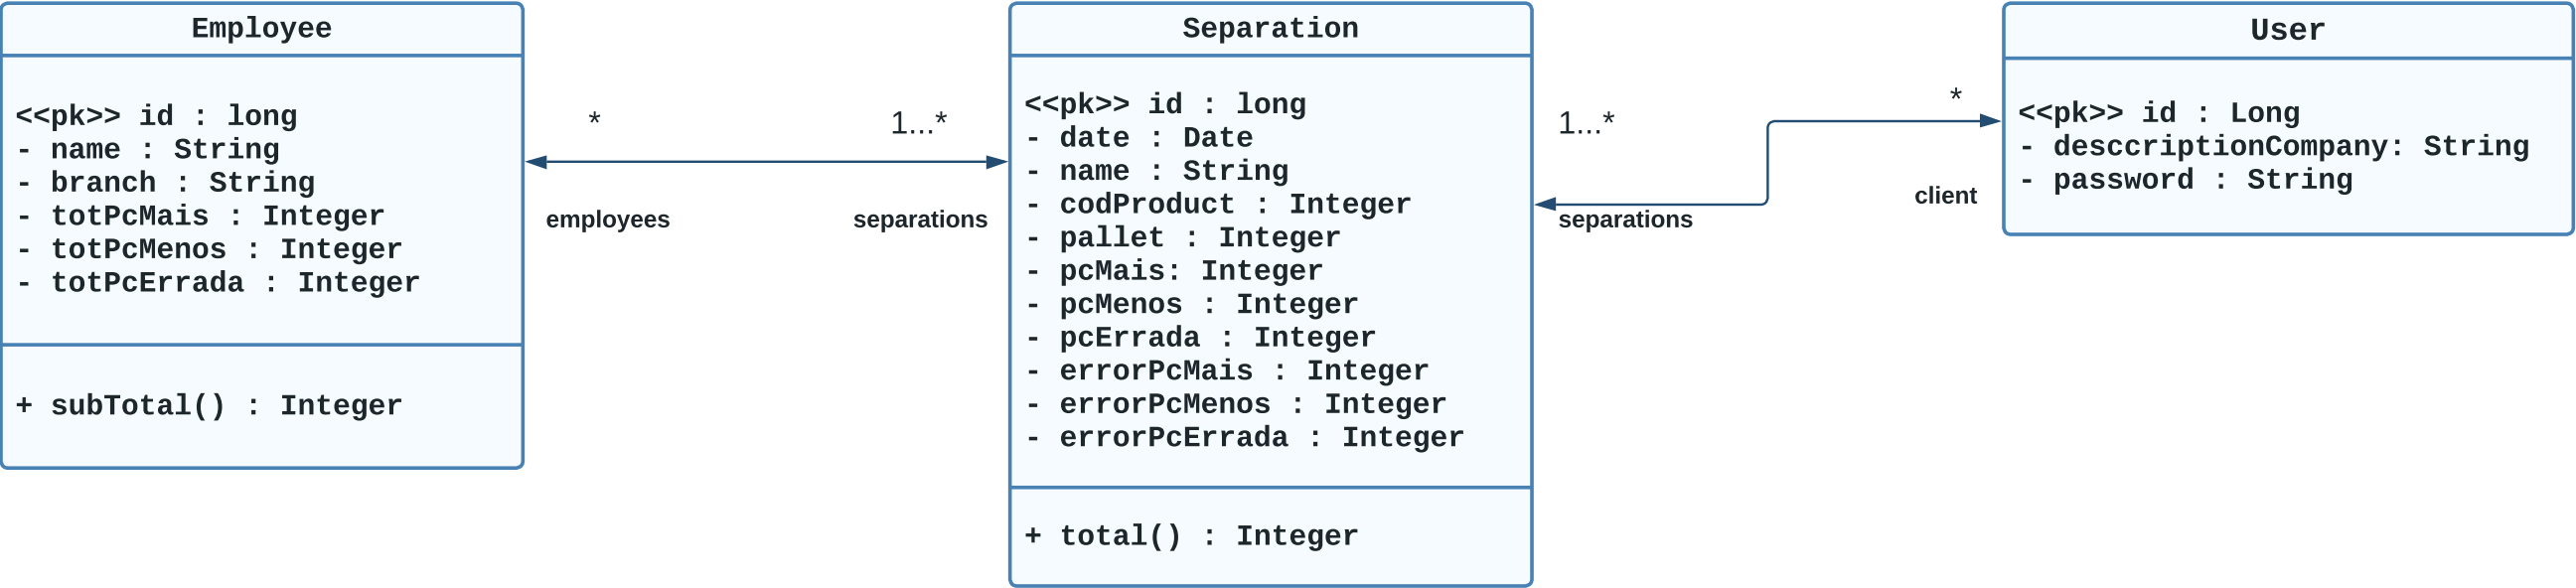 Employee
<<pk>> id : long
- name : String
- branch : String
- totPcMais : Integer
- totPcMenos : Integer
- totPcErrada : Integer
+ subTotal() : Integer
*
1...*
employees
separations
Separation
<<pk>> id : long
- date : Date
- name : String
- codProduct : Integer
- pallet : Integer
- pcMais: Integer
- pcMenos : Integer
- pcErrada : Integer
- errorPcMais : Integer
- errorPcMenos : Integer
- errorPcErrada : Integer
+ total() : Integer
1...*
*
separations
client
User
<<pk>> id : Long
- desccriptionCompany: String
- password : String